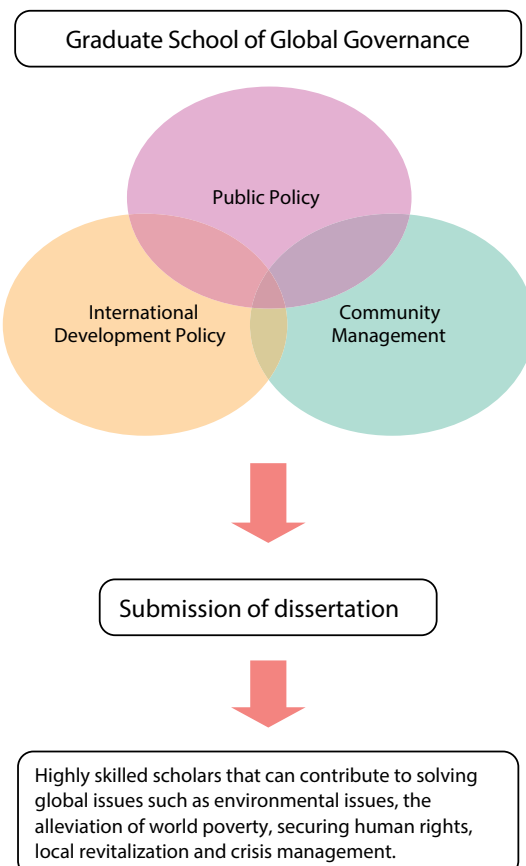 Graduate School of Global Governance
Public Policy
International
Development Policy
Community
Management
Submission of dissertation
Highly skilled scholars that can contribute to solving
global issues such as environmental issues, the
alleviation of world poverty, securing human rights,
local revitalization and crisis management.